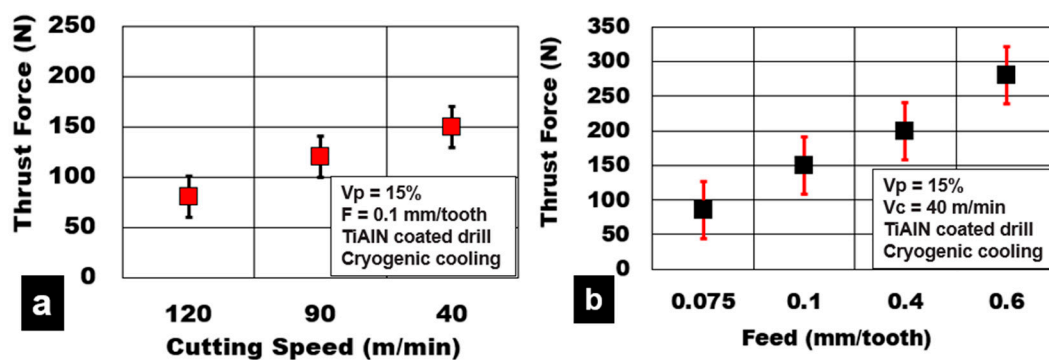 Thrust Force (N)
250
200
150
100
50
0
120 90 40
Cutting Speed (m/min)
Vp = 15%
F = 0.1 mm/tooth
TiAlN coated drill
Cryogenic cooling
a
Thrust Force (N)
350
300
250
200
150
100
50
0
0.075 0.1 0.4 0.6
Feed (mm/tooth)
Vp = 15%
Vc = 40 m/min
TiAlN coated drill
Cryogenic cooling
b